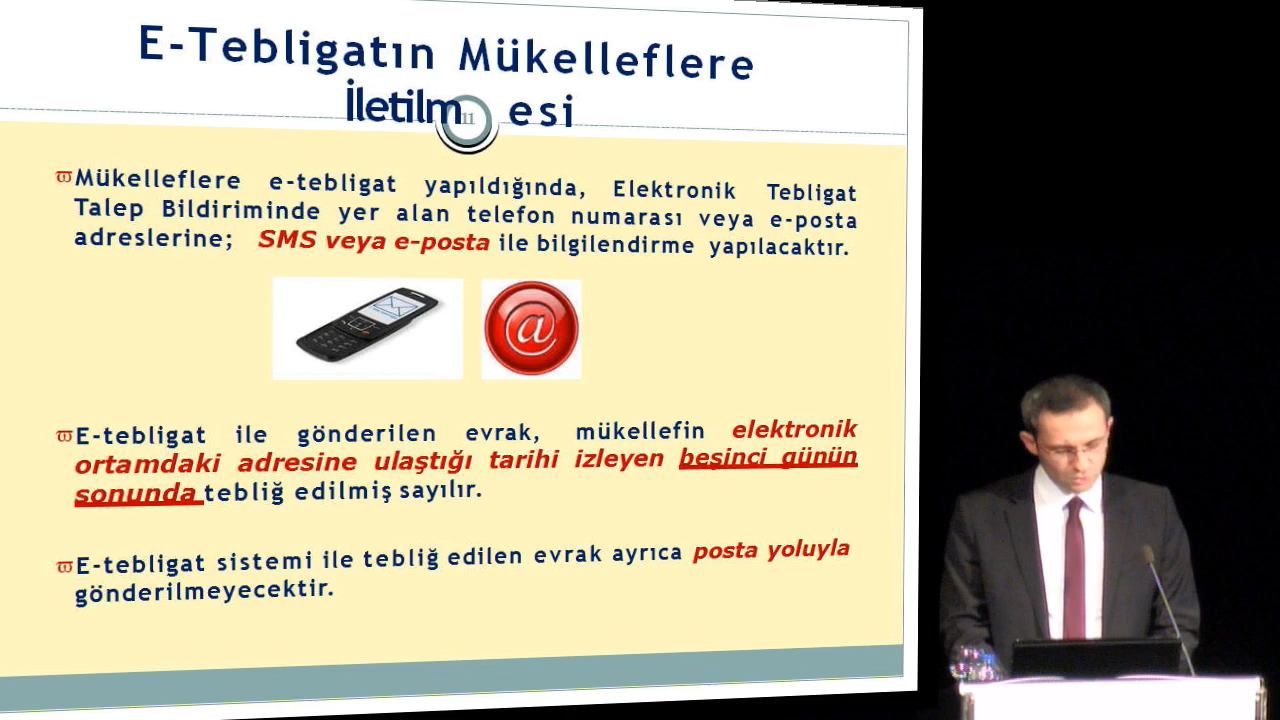 E-Tebligatın Mükelleflere
İletilmesi
11
Mükelleflere e-tebligat yapıldığında, Elektronik Tebligat
Talep Bildiriminde yer alan telefon numarası veya e-posta
adreslerine; SMS veya e-posta ile bilgilendirme yapılacaktır.
@
E-tebligat ile gönderilen evrak, mükellefin elektronik
ortamdaki adresine ulaştığı tarihi izleyen beşinci günün
sonunda tebliğ edilmiş sayılır.
E-tebligat sistemi ile tebliğ edilen evrak ayrıca posta yoluyla
gönderilmeyecektir.